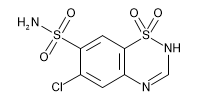 O O O O
H₂N S S NH
O
Cl N